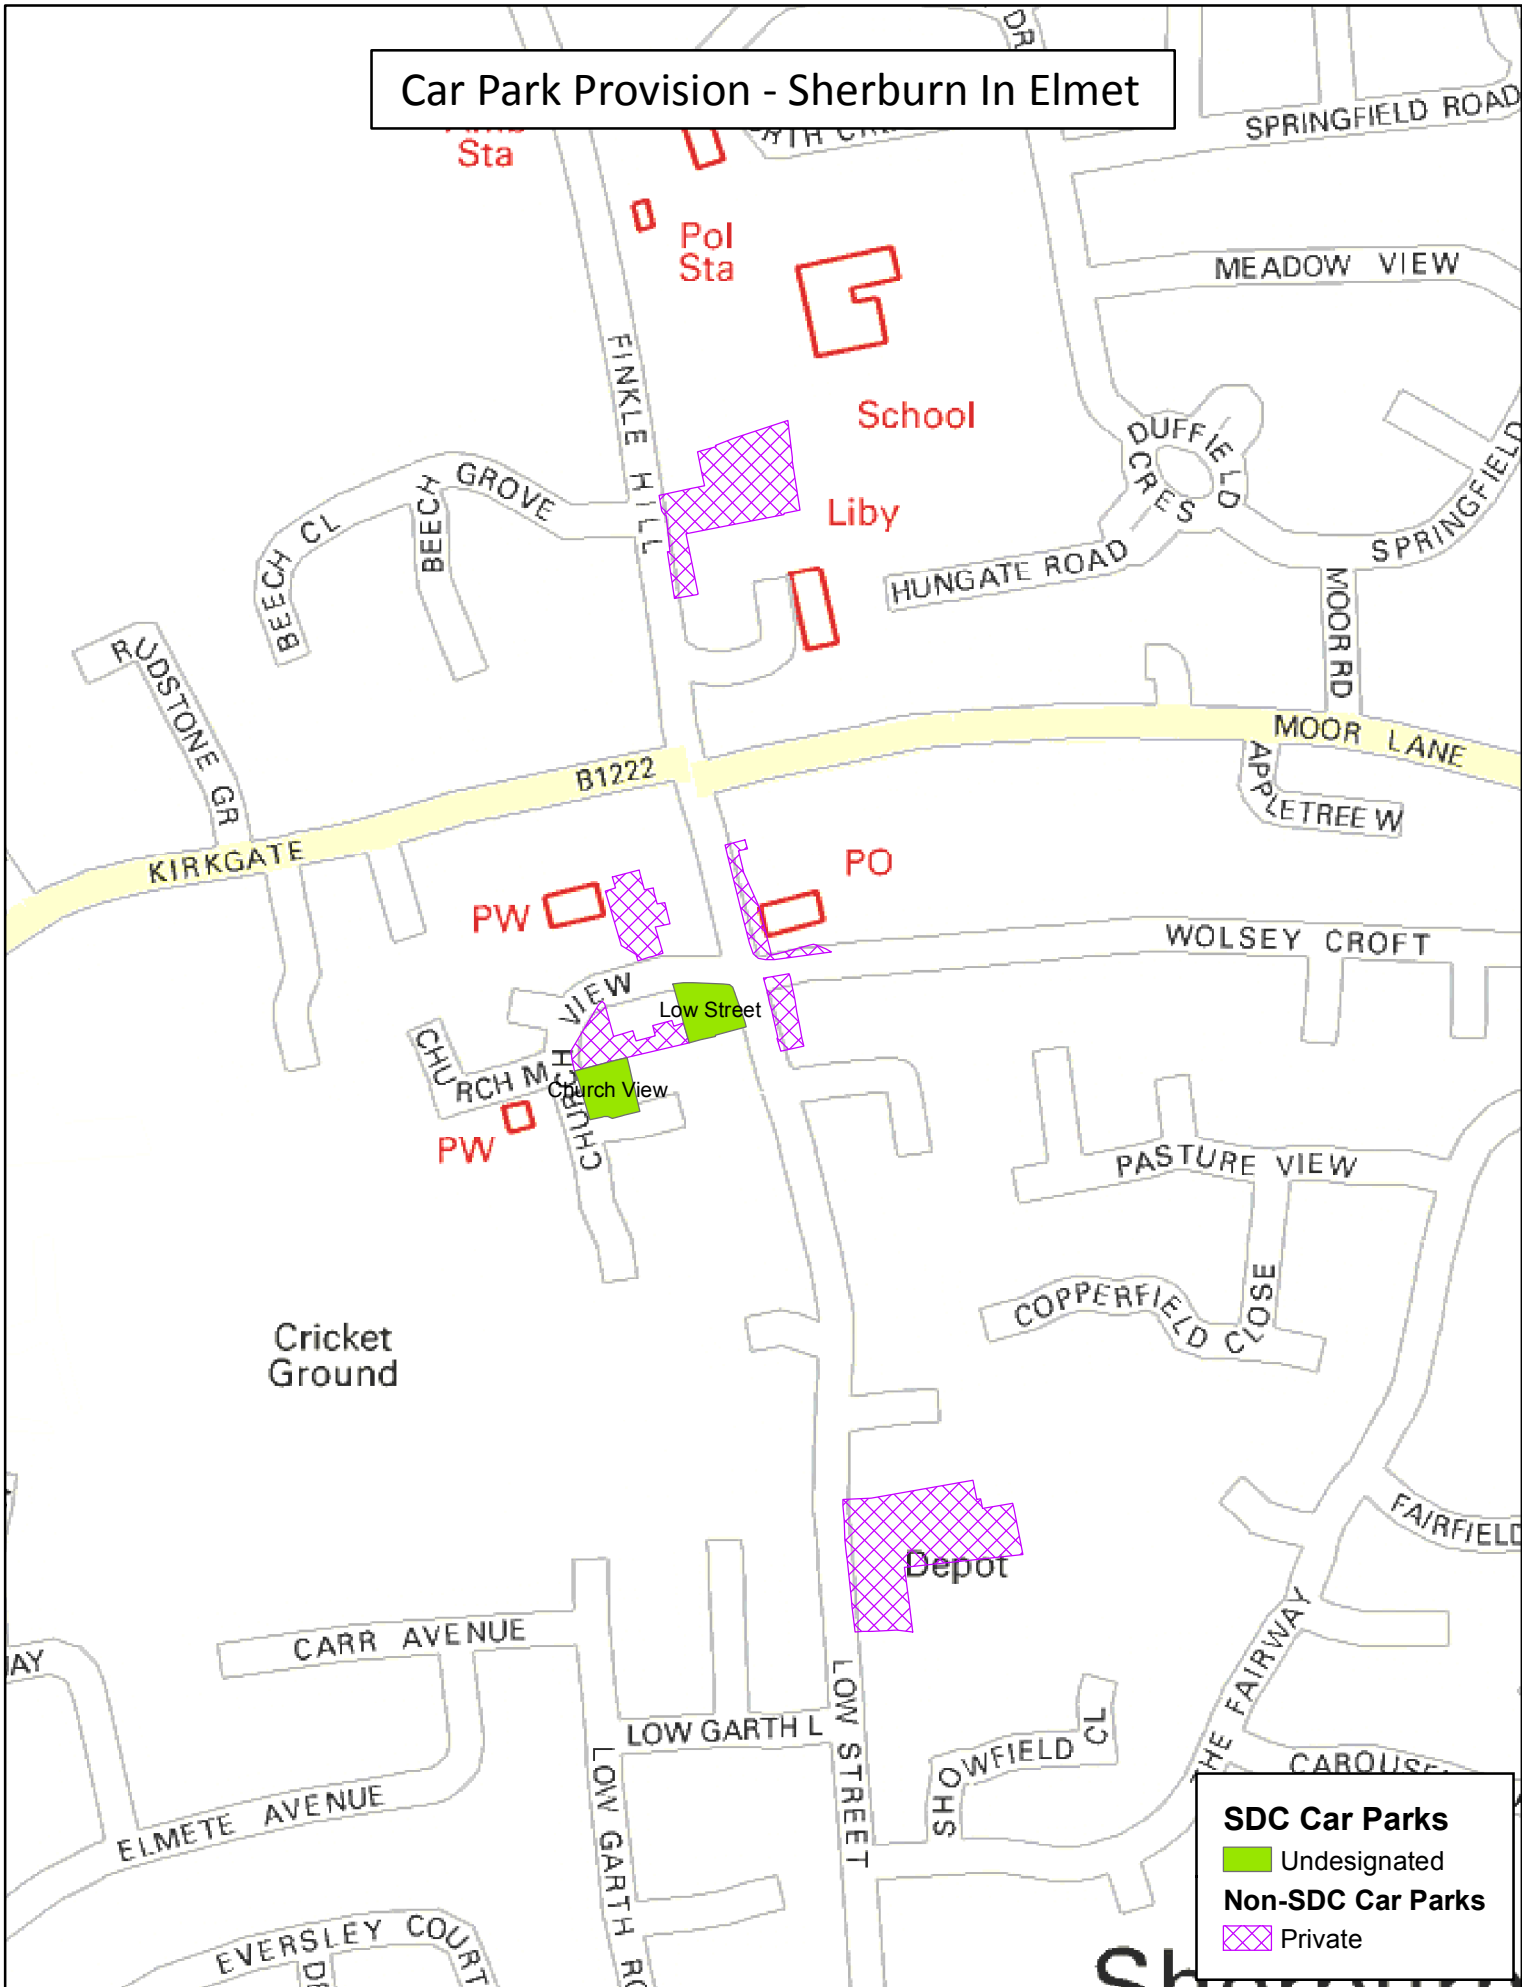 DR
Car Park Provision - Sherburn In Elmet
SPRINGFIELD ROAD
Sta
Pol
Sta
MEADOW VIEW
FINKLE HILL
School
DUFFIELD
CRES
SPRINGFIELD
BEECH GROVE
BEECH CL
Liby
HUNGATE ROAD
MOOR RD
RUDSTONE GR
MOOR LANE
B1222
APPLETREE W
KIRKGATE
PO
PW
WOLSEY CROFT
CHURCH VIEW
Low Street
CHURCH M
Church View
PW
PASTURE VIEW
COPPERFIELD CLOSE
Cricket
Ground
FAIRFIELD
Depot
CARR AVENUE
THE FAIRWAY
LOW STREET
LOW GARTH L
SHOWFIELD CL
LOW GARTH RO
ELMETE AVENUE
EVERSLEY COURT
SDC Car Parks
Undesignated
Non-SDC Car Parks
Private